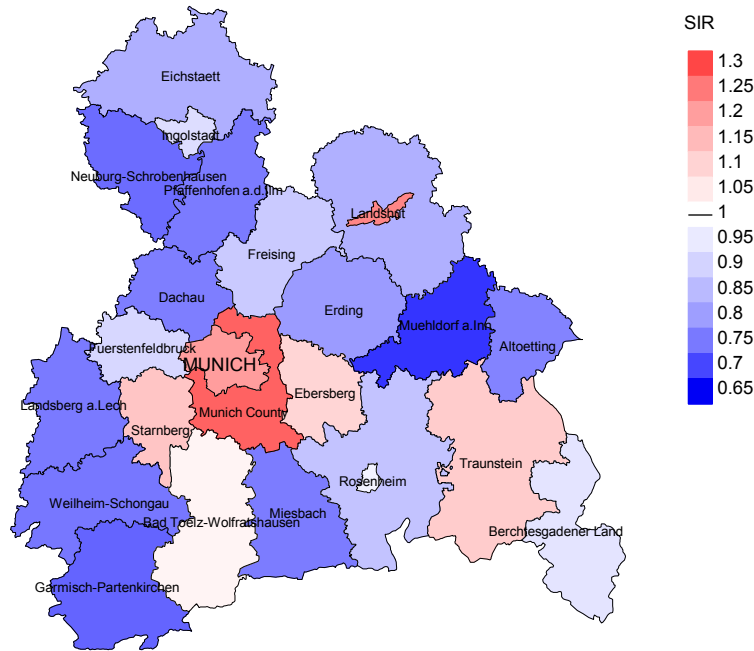 SIR
1.3
1.25
1.2
1.15
1.1
1.05
1
0.95
0.9
0.85
0.8
0.75
0.7
0.65
Eichstaett
Ingolstadt
Neuburg-Schrobenhausen
Pfaffenhofen a.d.Ilm
Landshut
Freising
Dachau
Erding
Muehldorf a.Inn
Altoetting
Fuerstenfeldbruck
MUNICH
Ebersberg
Landsberg a.Lech
Munich County
Starnberg
Traunstein
Rosenheim
Weilheim-Schongau
Miesbach
Bad Toelz-Wolfratshausen
Berchtesgadener Land
Garmisch-Partenkirchen